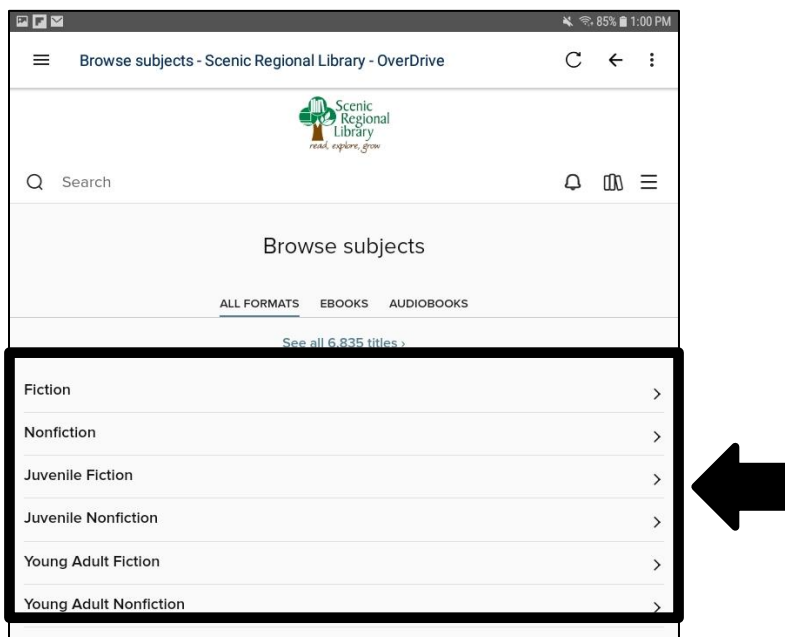 85% 1:00 PM
Browse subjects - Scenic Regional Library - OverDrive
Scenic
Regional
Library
read, explore, grow
Search
Browse subjects
ALL FORMATS EBOOKS AUDIOBOOKS
See all 6,835 titles ›
Fiction
Nonfiction
Juvenile Fiction
Juvenile Nonfiction
Young Adult Fiction
Young Adult Nonfiction